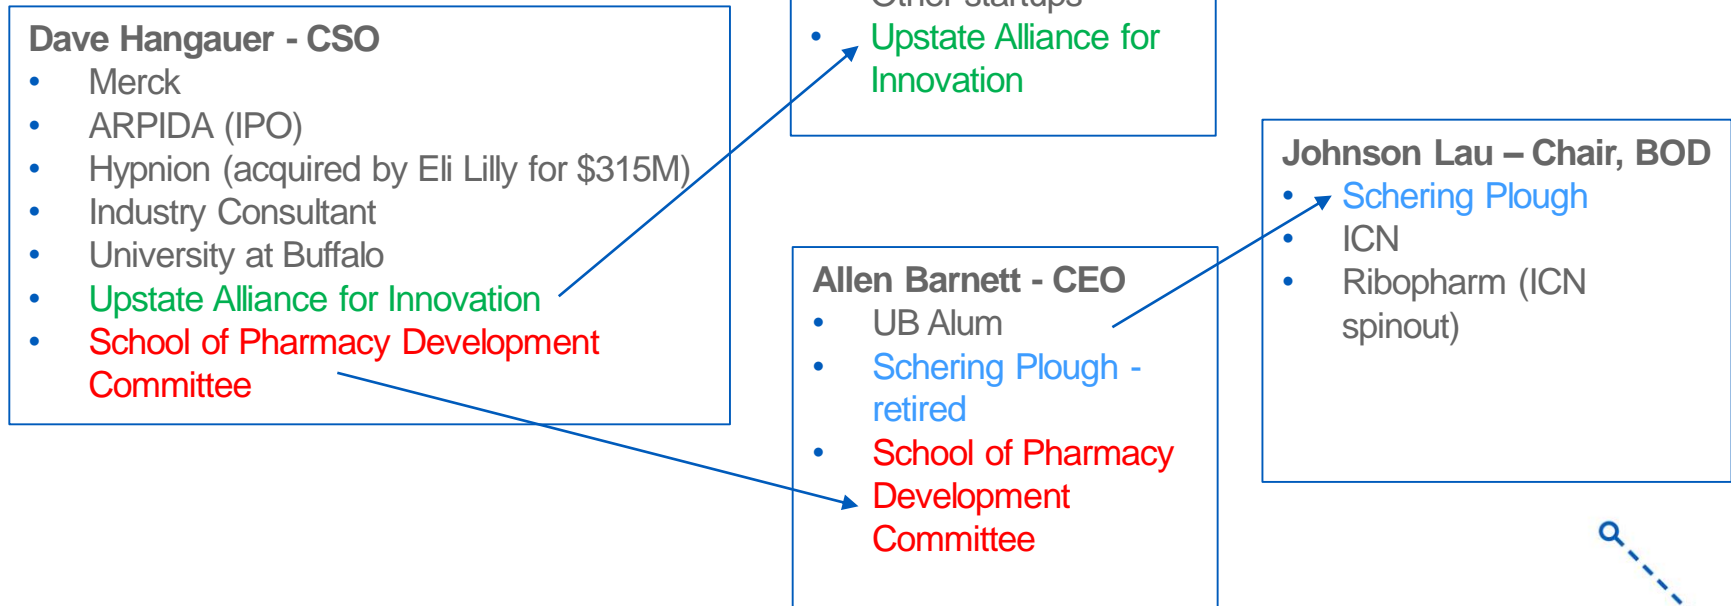 Dave Hangauer - CSO
• Merck
• ARPIDA (IPO)
• Hypnion (acquired by Eli Lilly for $315M)
• Industry Consultant
• University at Buffalo
• Upstate Alliance for Innovation
• School of Pharmacy Development
Committee
Other startups
• Upstate Alliance for
Innovation
Allen Barnett - CEO
• UB Alum
• Schering Plough -
retired
• School of Pharmacy
Development
Committee
Johnson Lau – Chair, BOD
• Schering Plough
• ICN
• Ribopharm (ICN
spinout)